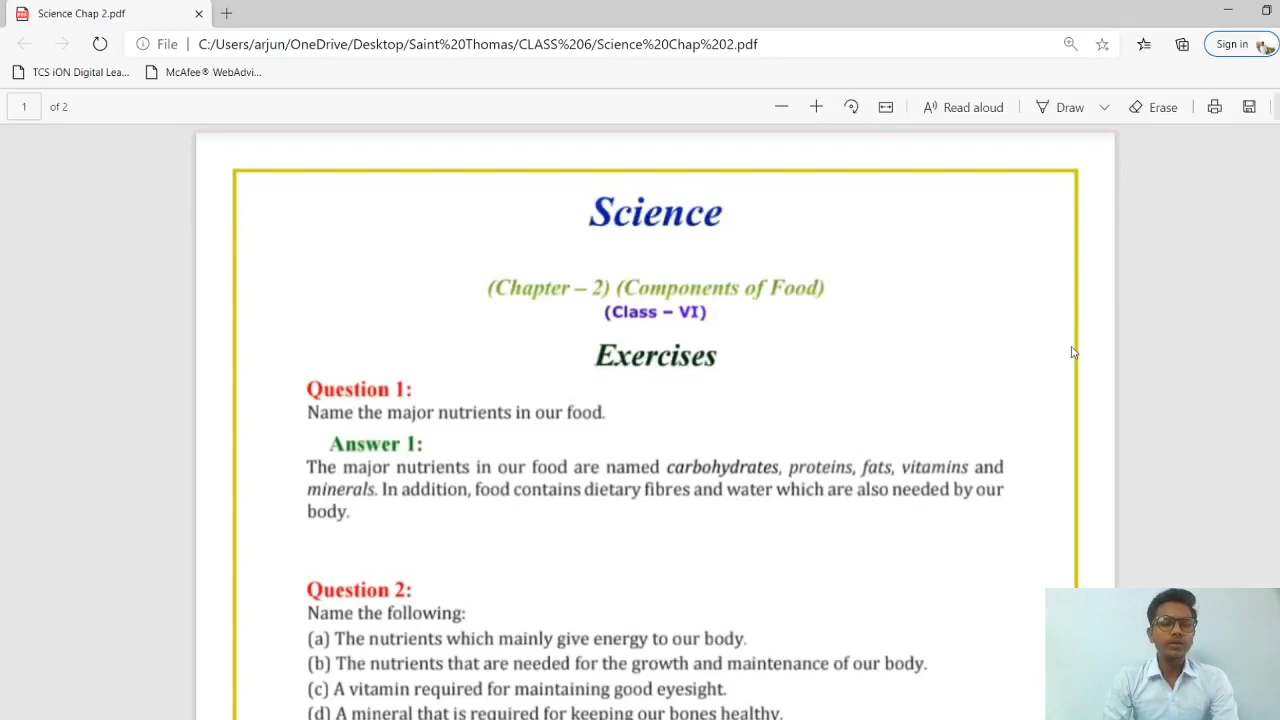 Science Chap 2.pdf
File C:/Users/arjun/OneDrive/Desktop/Saint%20Thomas/CLASS%206/Science%20Chap%202.pdf Sign in
TCS iON Digital Lea... McAfee® WebAdvi...
1 of 2 Read aloud Draw Erase
Science
(Chapter – 2) (Components of Food)
(Class – VI)
Exercises
Question 1:
Name the major nutrients in our food.
Answer 1:
The major nutrients in our food are named carbohydrates, proteins, fats, vitamins and
minerals. In addition, food contains dietary fibres and water which are also needed by our
body.
Question 2:
Name the following:
(a) The nutrients which mainly give energy to our body.
(b) The nutrients that are needed for the growth and maintenance of our body.
(c) A vitamin required for maintaining good eyesight.
(d) A mineral that is required for keeping our bones healthy.